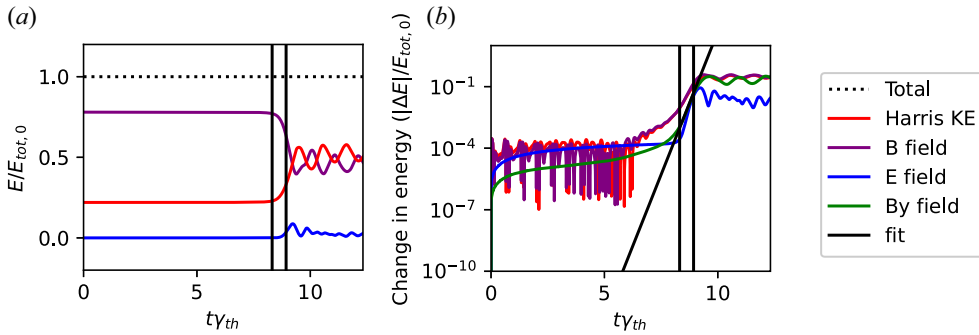 (a)
1.0
0.5
0.0
E/E_{tot, 0}
0
5
10
tγ_{th}
(b)
10^{-1}
10^{-4}
10^{-7}
10^{-10}
Change in energy (|ΔE|/E_{tot, 0})
0
5
10
tγ_{th}
Total
Harris KE
B field
E field
By field
fit